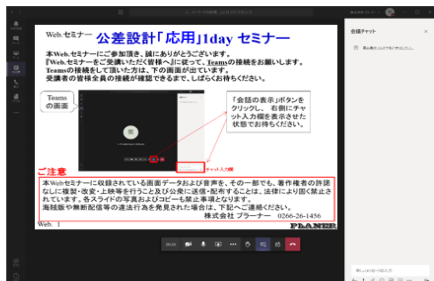 Web.セミナー
公差設計「応用」1day セミナー
本Web.セミナーにご参加頂き、誠にありがとうございます。
『Web.セミナーをご受講いただく皆様へ』に従って、Teamsの接続をお願いします。
Teamsの接続をして頂いた方は、下の画面が出ています。
受講者の皆様全員の接続が確認できるまで、しばらくお待ちください。
Teams
の画面
「会話の表示」ボタンを
クリックし、右側にチャ
ット入力欄を表示させた
状態でお待ちください。
チャット入力欄
ご注意
本Webセミナーに収録されている画面データおよび音声を、その一部でも、著作権者の許諾
なしに複製・改変・上映等を行うこと及び公衆に送信・配布することは、法律により固く禁止さ
れています。各スライドの写真およびコピーも禁止事項となります。
海賊版や無断配信等の違法行為を発見された場合は、下記へご連絡ください。
株式会社 プラーナー 0266-26-1456
Web. 1
PLANER
会議チャット